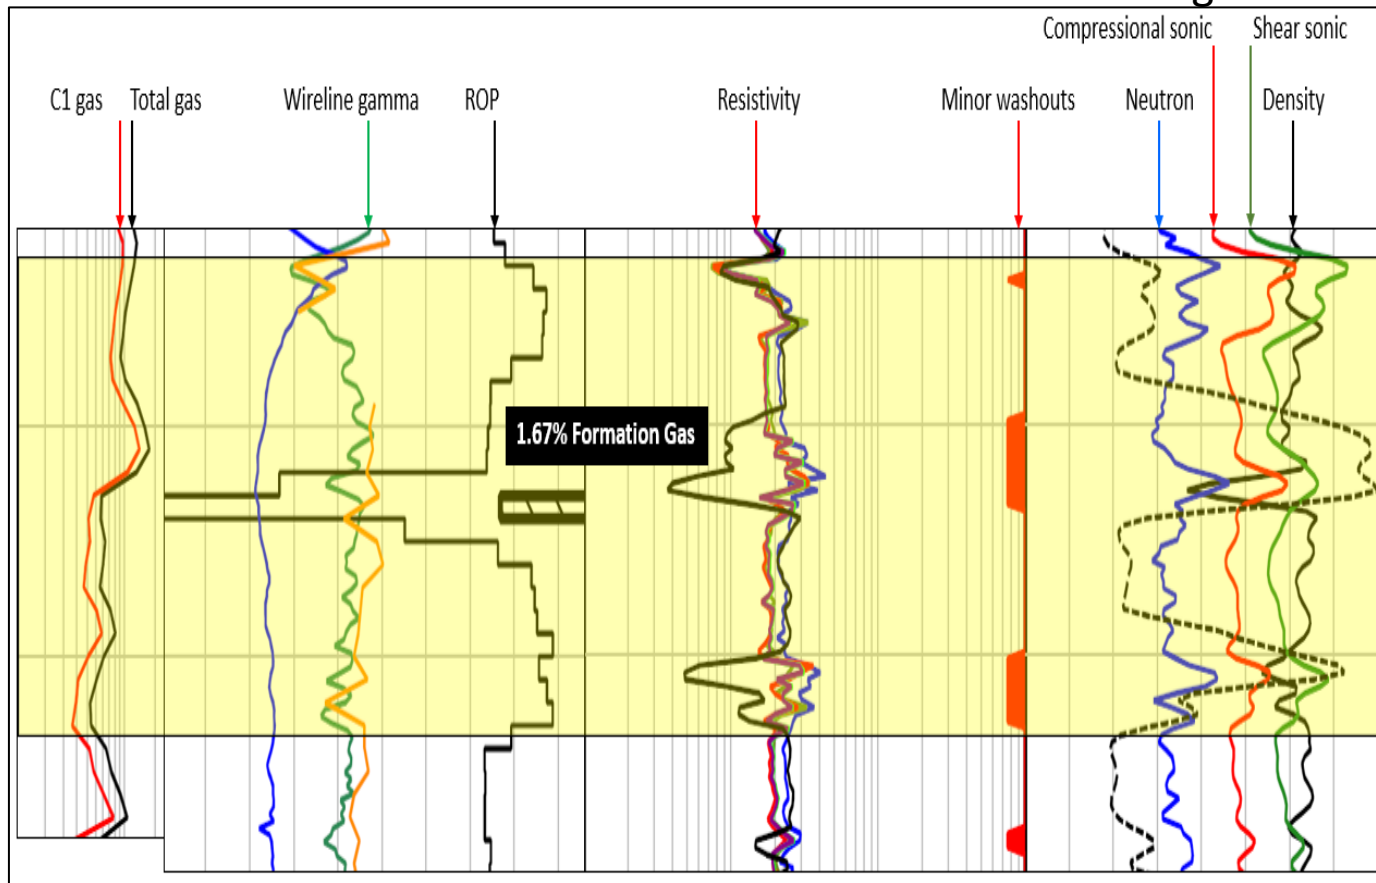 Compressional sonic Shear sonic
C1 gas Total gas Wireline gamma ROP Resistivity Minor washouts Neutron Density
1.67% Formation Gas